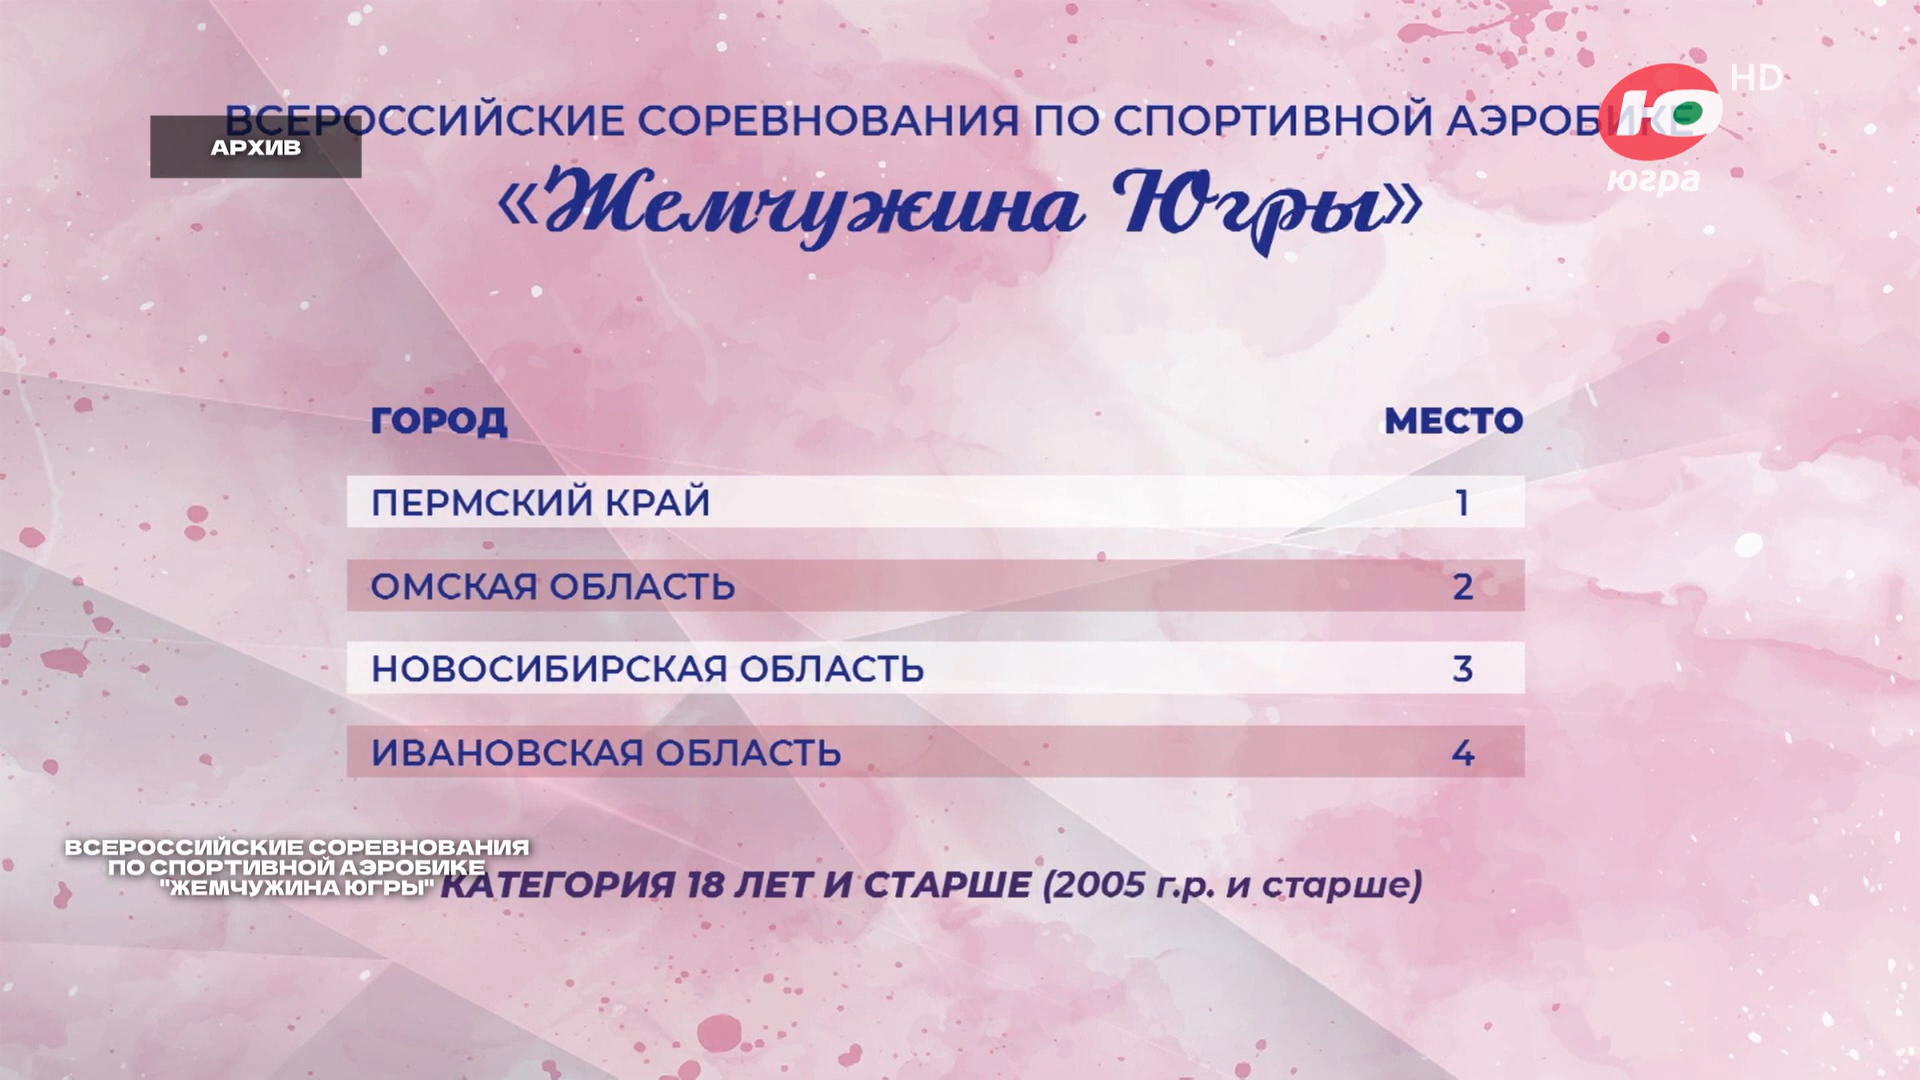 ВСЕРОССИЙСКИЕ СОРЕВНОВАНИЯ ПО СПОРТИВНОЙ АЭРОБИКЕ
HD
Ю
югра
АРХИВ
«Жемчужина Югры»
ГОРОД МЕСТО
ПЕРМСКИЙ КРАЙ 1
ОМСКАЯ ОБЛАСТЬ 2
НОВОСИБИРСКАЯ ОБЛАСТЬ 3
ИВАНОВСКАЯ ОБЛАСТЬ 4
ВСЕРОССИЙСКИЕ СОРЕВНОВАНИЯ
ПО СПОРТИВНОЙ АЭРОБИКЕ
"ЖЕМЧУЖИНА ЮГРЫ"
КАТЕГОРИЯ 18 ЛЕТ И СТАРШЕ (2005 г.р. и старше)